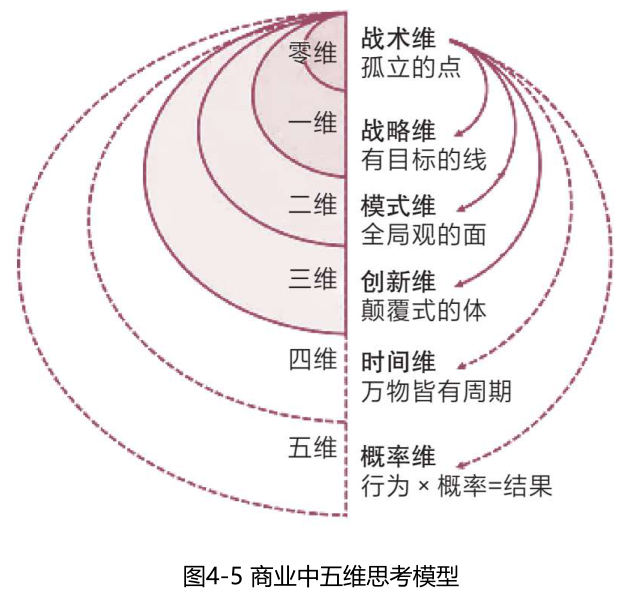 零维
战术维
孤立的点
一维
战略维
有目标的线
二维
模式维
全局观的面
三维
创新维
颠覆式的体
四维
时间维
万物皆有周期
五维
概率维
行为 × 概率=结果
图4-5 商业中五维思考模型